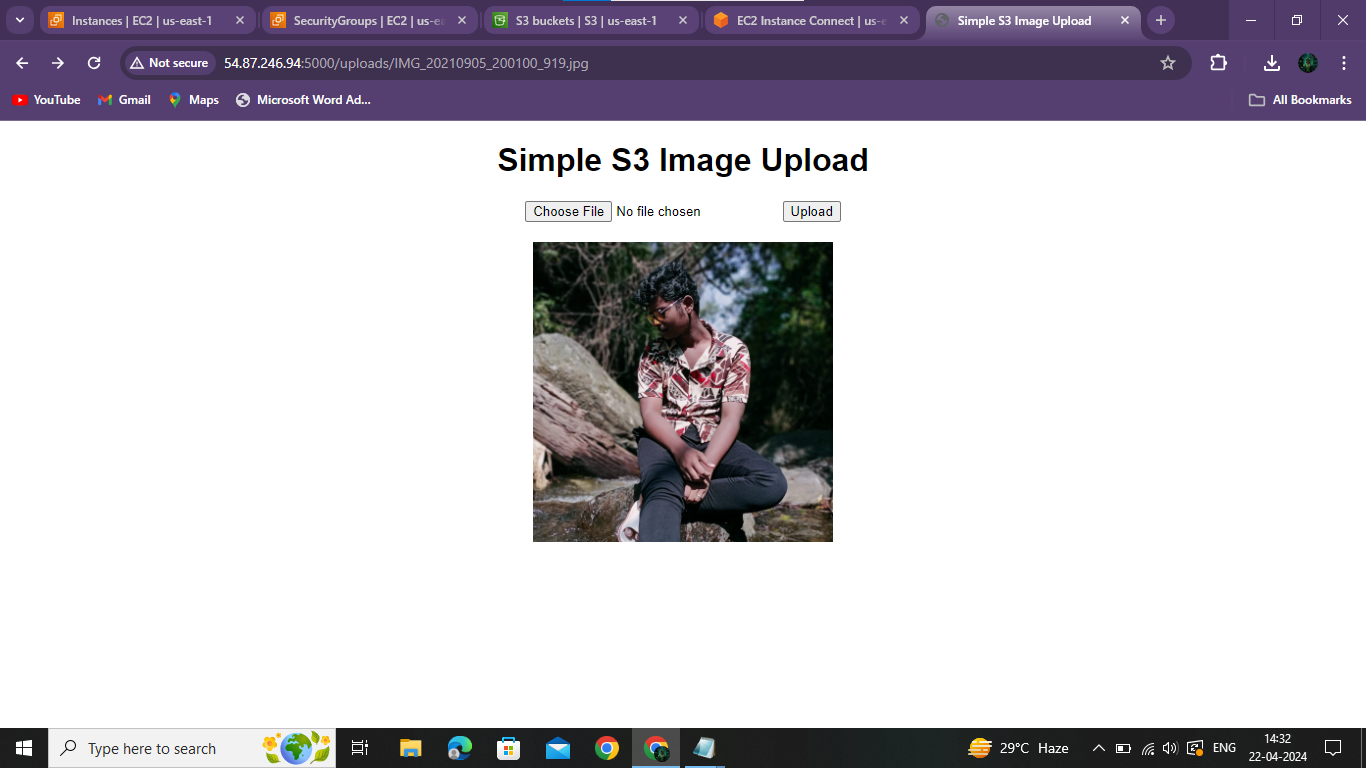 Instances | EC2 | us-east-1
SecurityGroups | EC2 | us-ea
S3 buckets | S3 | us-east-1
EC2 Instance Connect | us-e
Simple S3 Image Upload
Not secure
54.87.246.94:5000/uploads/IMG_20210905_200100_919.jpg
YouTube
Gmail
Maps
Microsoft Word Ad...
All Bookmarks
Simple S3 Image Upload
Choose File No file chosen
Upload
Type here to search
29°C Haze
ENG
14:32
22-04-2024